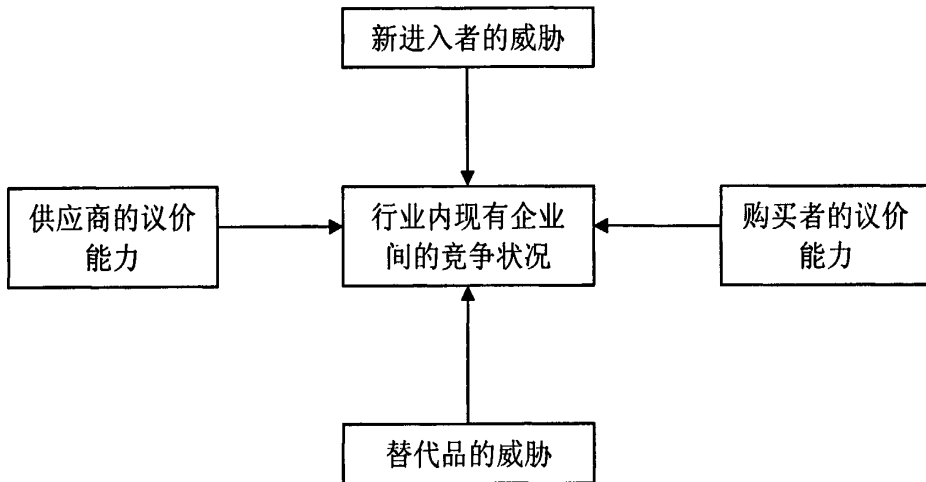 新进入者的威胁
供应商的议价
能力
行业内现有企业
间的竞争状况
购买者的议价
能力
替代品的威胁